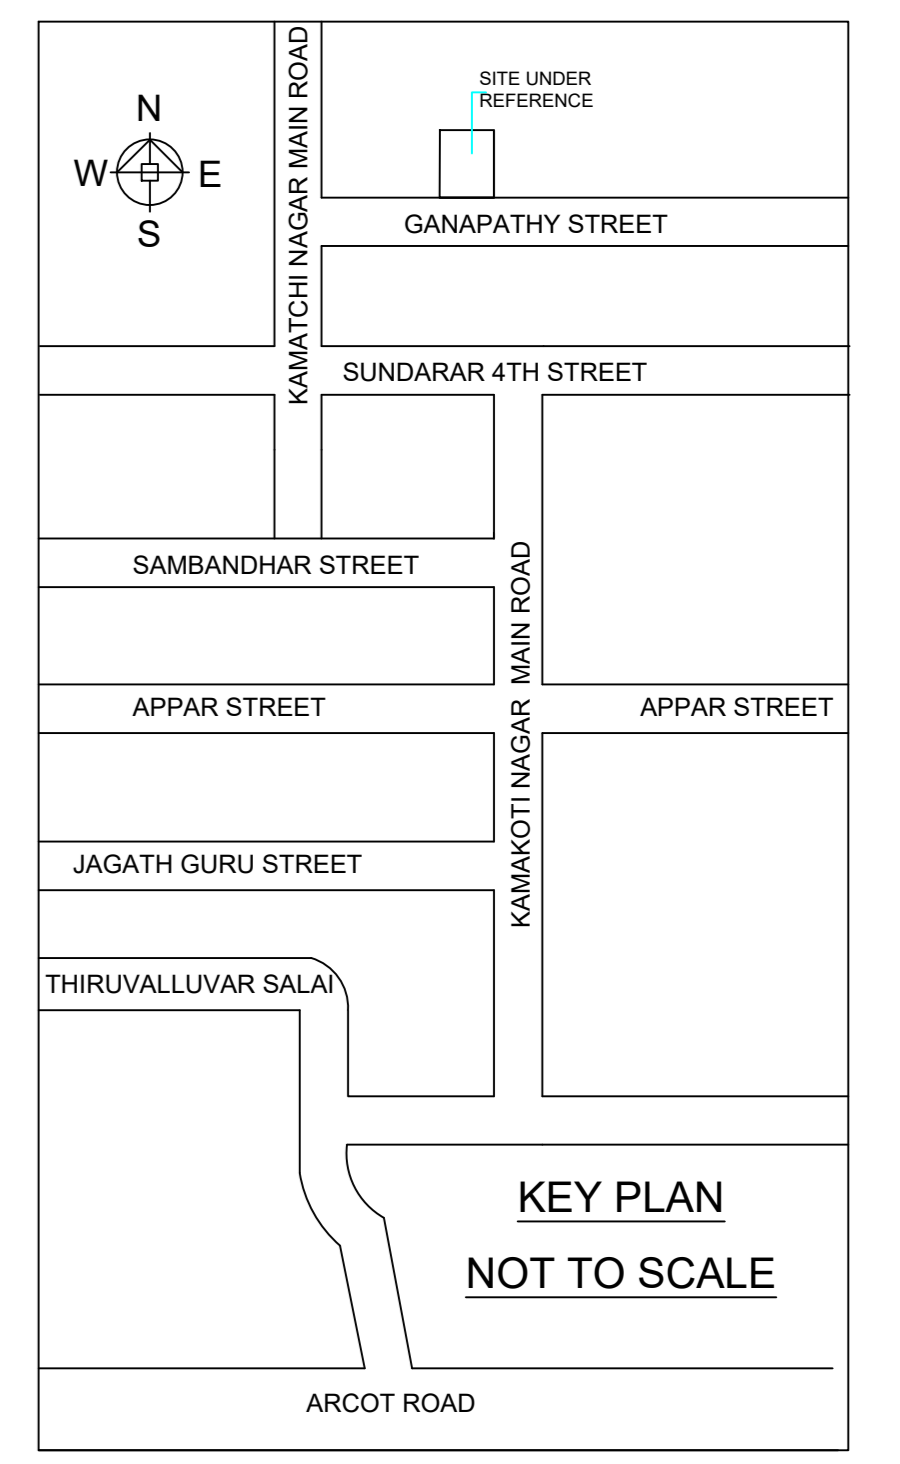 KAMATCHI NAGAR MAIN ROAD
SITE UNDER
REFERENCE
N
W E
S
GANAPATHY STREET
SUNDARAR 4TH STREET
SAMBANDHAR STREET
KAMAKOTI NAGAR MAIN ROAD
APPAR STREET
APPAR STREET
JAGATH GURU STREET
THIRUVALLUVAR SALAI
KEY PLAN
NOT TO SCALE
ARCOT ROAD